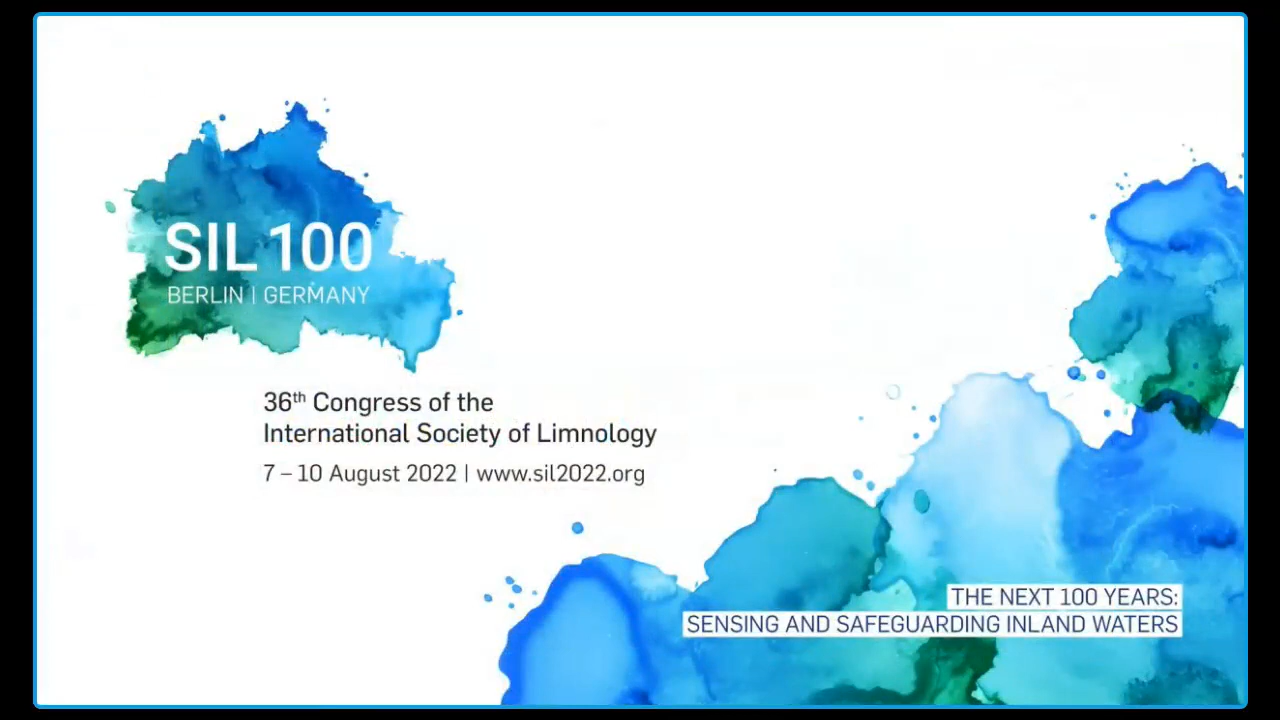 SIL 100
BERLIN | GERMANY
36th Congress of the
International Society of Limnology
7 – 10 August 2022 | www.sil2022.org
THE NEXT 100 YEARS:
SENSING AND SAFEGUARDING INLAND WATERS